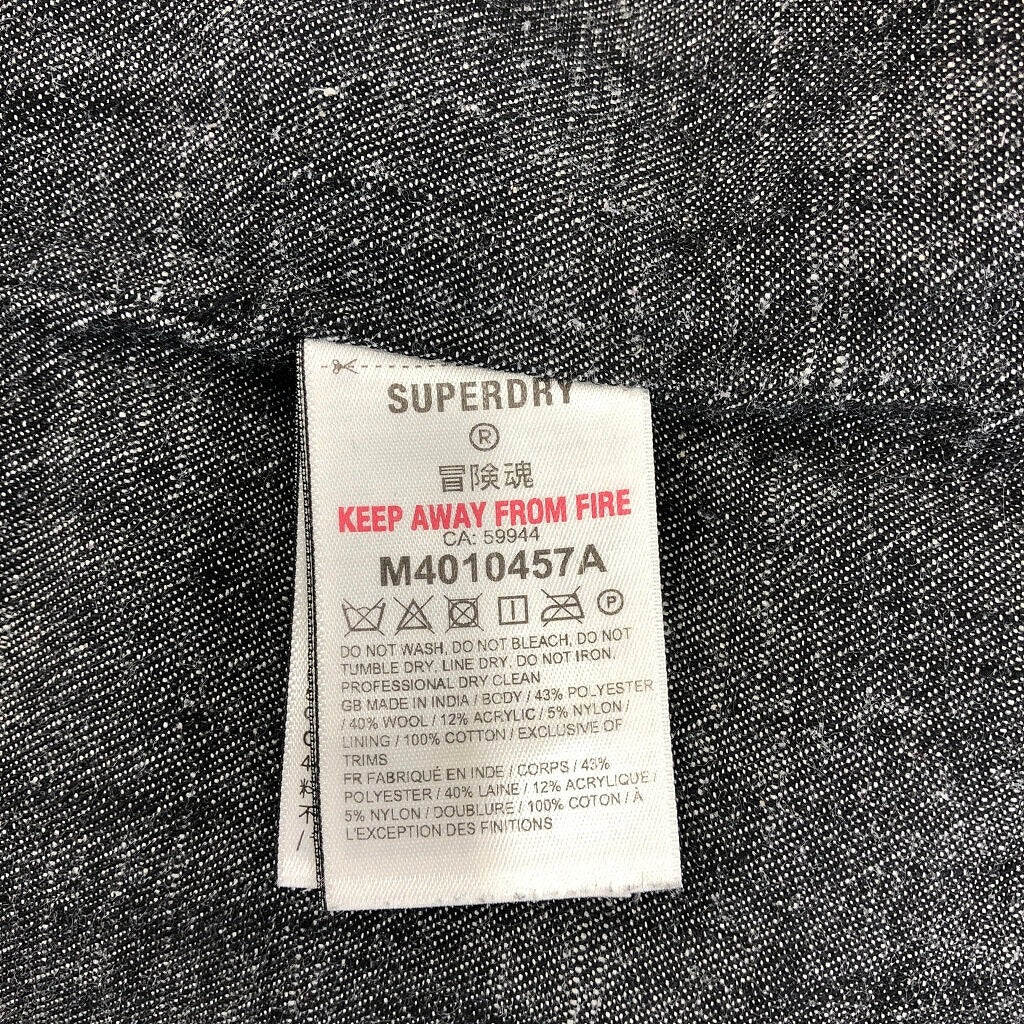 SUPERDRY
®
冒険魂
KEEP AWAY FROM FIRE
CA: 59944
M4010457A
P
DO NOT WASH, DO NOT BLEACH, DO NOT
TUMBLE DRY, LINE DRY, DO NOT IRON,
PROFESSIONAL DRY CLEAN
GB MADE IN INDIA / BODY / 43% POLYESTER
/ 40% WOOL / 12% ACRYLIC / 5% NYLON /
LINING / 100% COTTON / EXCLUSIVE OF
TRIMS
FR FABRIQUÉ EN INDE / CORPS / 43%
POLYESTER / 40% LAINE / 12% ACRYLIQUE /
5% NYLON / DOUBLURE / 100% COTON / À
L'EXCEPTION DES FINITIONS